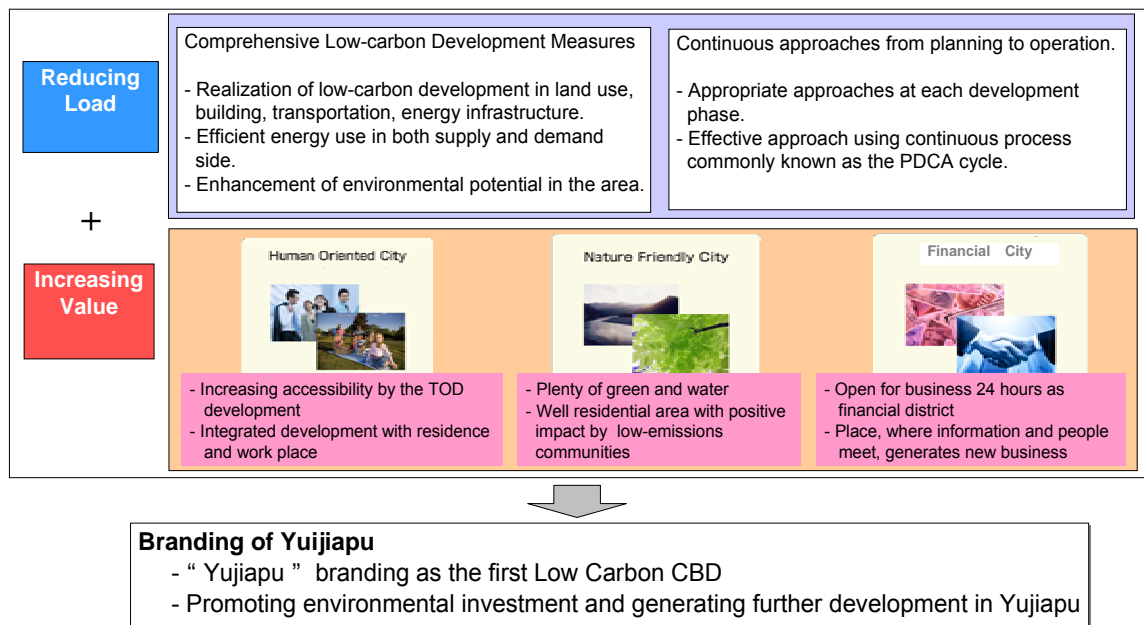 Reducing
Load
+
Increasing
Value
Comprehensive Low-carbon Development Measures
- Realization of low-carbon development in land use,
building, transportation, energy infrastructure.
- Efficient energy use in both supply and demand
side.
- Enhancement of environmental potential in the area.
Continuous approaches from planning to operation.
- Appropriate approaches at each development
phase.
- Effective approach using continuous process
commonly known as the PDCA cycle.
Human Oriented City
- Increasing accessibility by the TOD
development
- Integrated development with residence
and work place
Nature Friendly City
- Plenty of green and water
- Well residential area with positive
impact by low-emissions
communities
Financial City
- Open for business 24 hours as
financial district
- Place, where information and people
meet, generates new business
Branding of Yuijiapu
- “ Yujiapu ” branding as the first Low Carbon CBD
- Promoting environmental investment and generating further development in Yujiapu